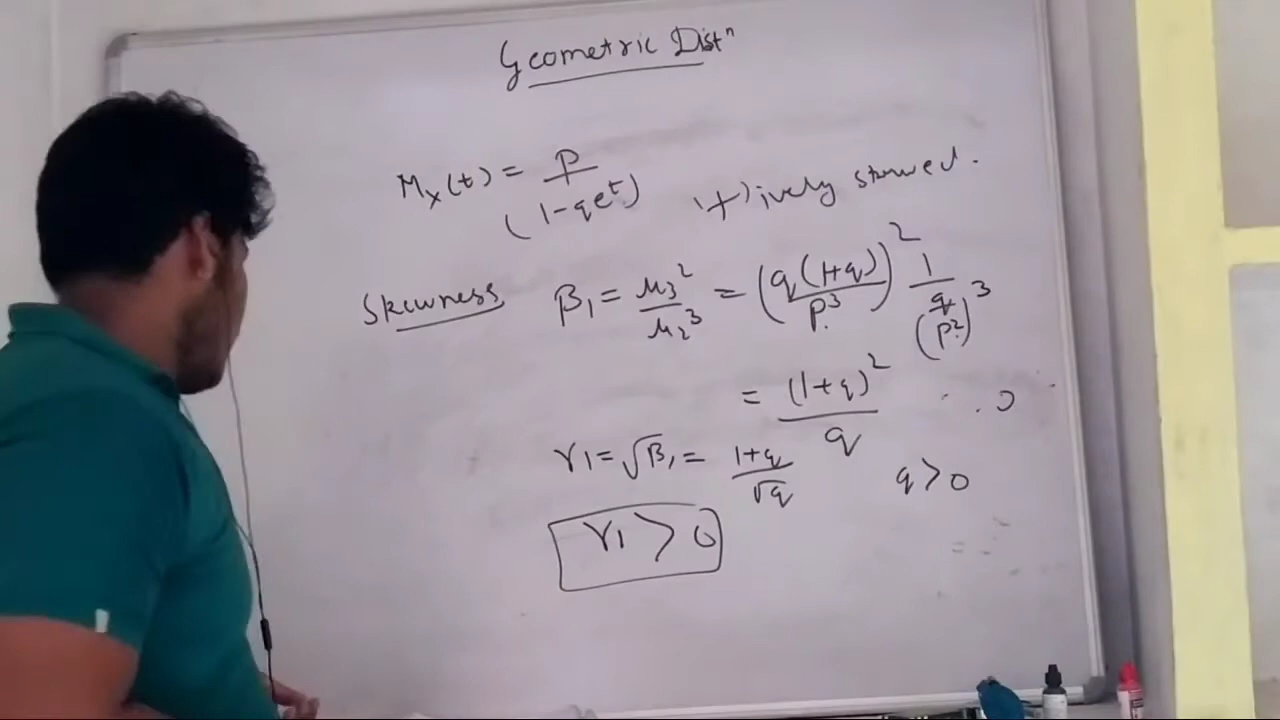 Geometric Distⁿ
M_X(t) = p / (1-qe^t)
(+)ively skewed.
Skewness β₁ = μ₃² / μ₂³ = (q(1+q) / p³)² 1 / (q / p²)³
= (1+q)² / q
γ₁ = √β₁ = 1+q / √q
q > 0
γ₁ > 0